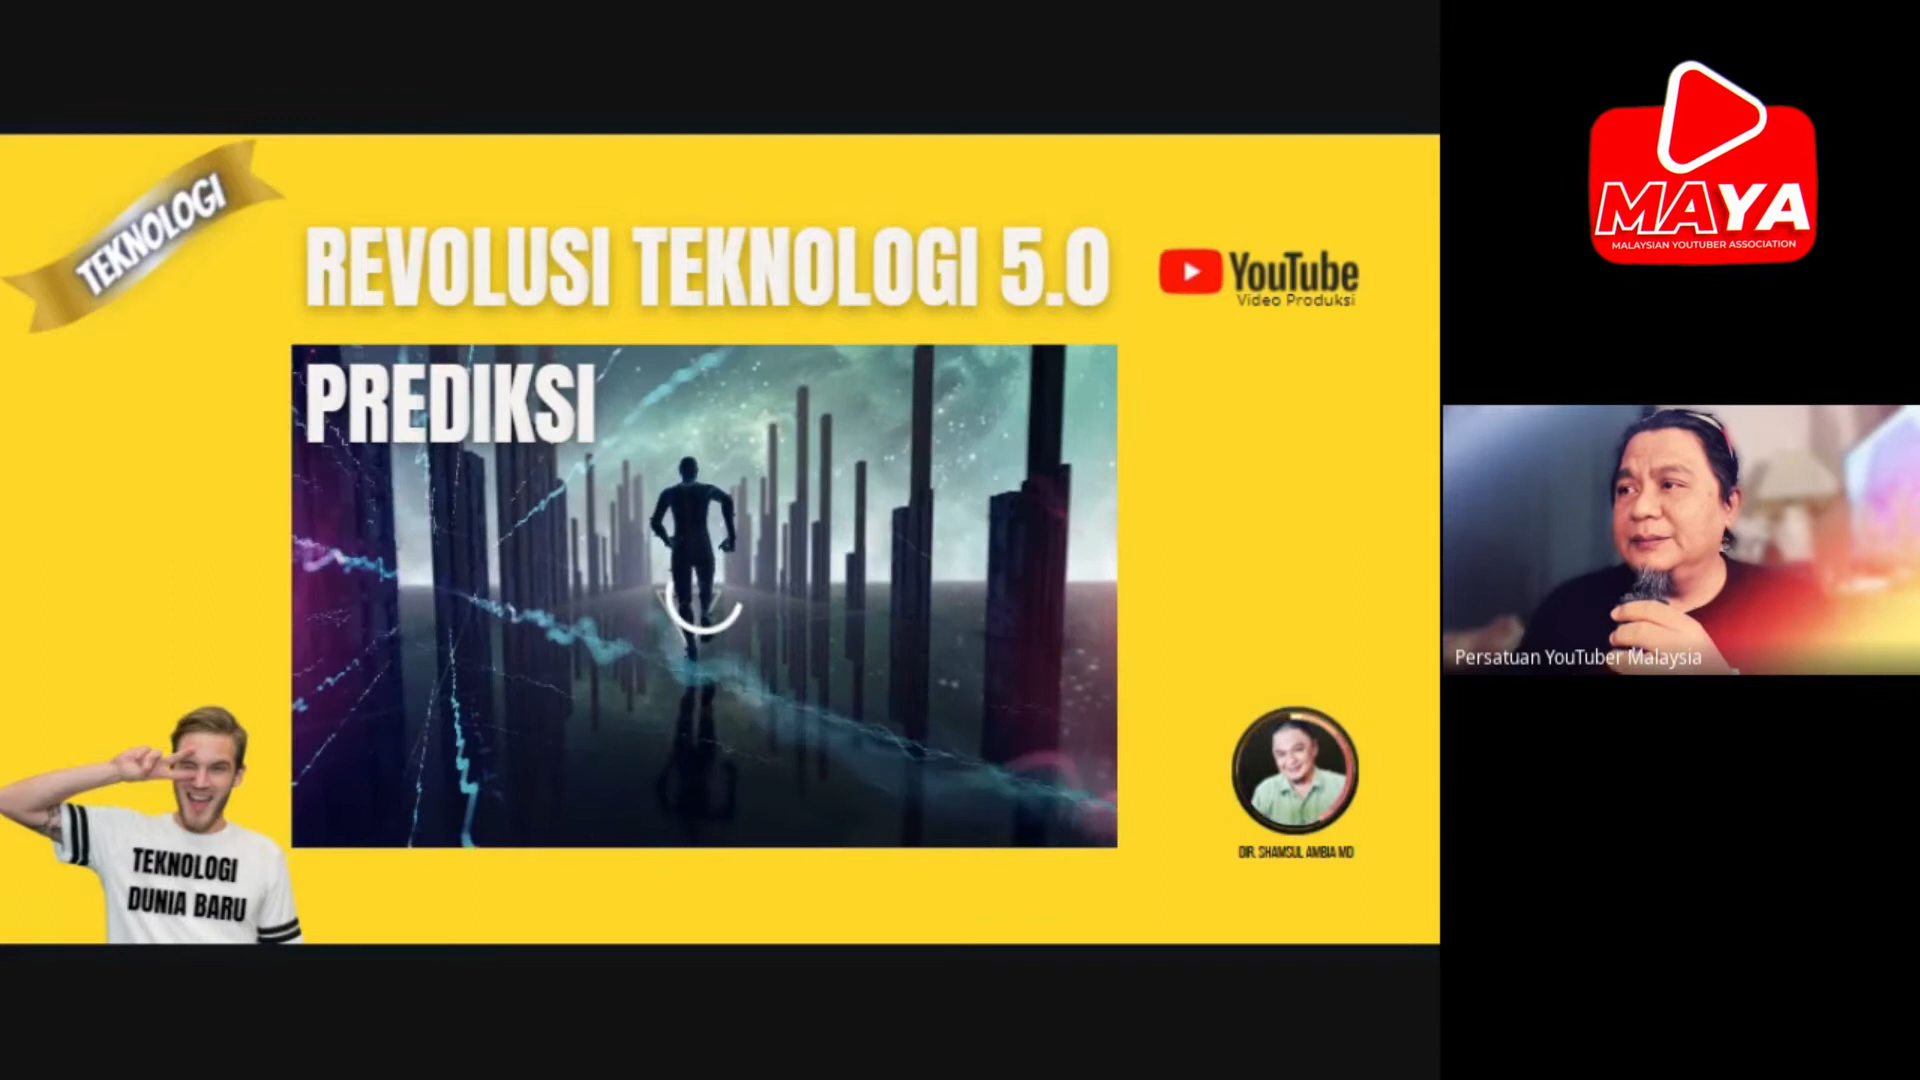 TEKNOLOGI
REVOLUSI TEKNOLOGI 5.0
YouTube
Video Produksi
PREDIKSI
TEKNOLOGI
DUNIA BARU
DIR. SHAMSUL AMBIA MD
MAYA
MALAYSIAN YOUTUBER ASSOCIATION
Persatuan YouTuber Malaysia